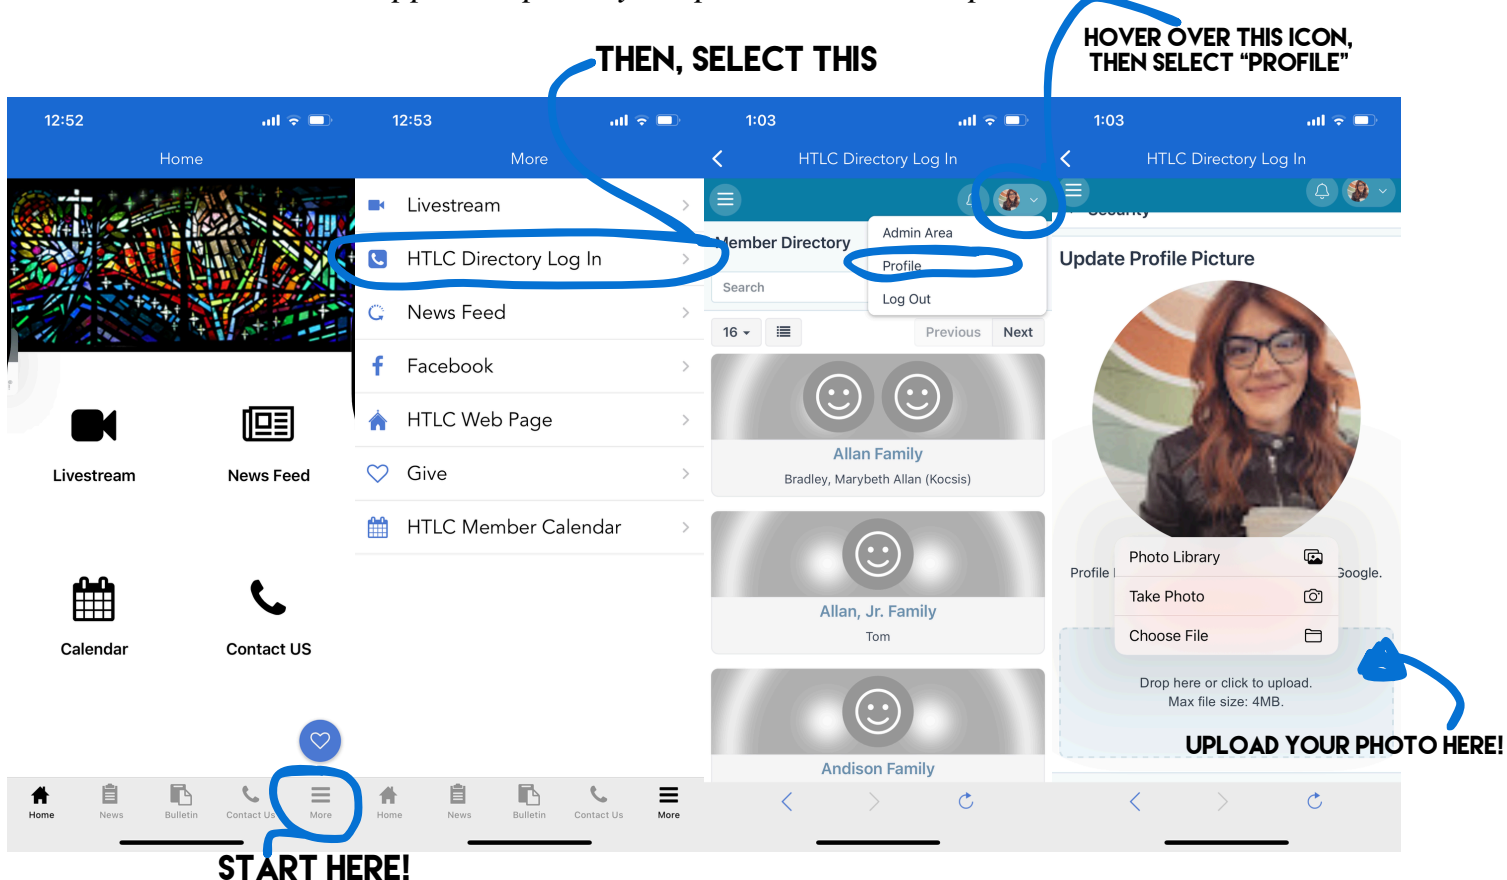 THEN, SELECT THIS
HOVER OVER THIS ICON,
THEN SELECT “PROFILE”
12:52
Home
Livestream
News Feed
Calendar
Contact US
Home
News
Bulletin
Contact Us
More
START HERE!
12:53
More
Livestream
HTLC Directory Log In
News Feed
Facebook
HTLC Web Page
Give
HTLC Member Calendar
Home
News
Bulletin
Contact Us
More
1:03
HTLC Directory Log In
Member Directory
Admin Area
Profile
Log Out
Search
16
Previous
Next
Allan Family
Bradley, Marybeth Allan (Kocsis)
Allan, Jr. Family
Tom
Andison Family
1:03
HTLC Directory Log In
Security
Update Profile Picture
Photo Library
Profile
Google.
Take Photo
Choose File
Drop here or click to upload.
Max file size: 4MB.
UPLOAD YOUR PHOTO HERE!